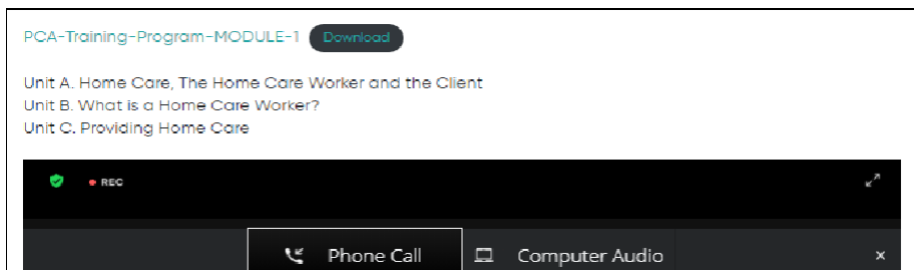 PCA-Training-Program-MODULE-1 Download
Unit A. Home Care, The Home Care Worker and the Client
Unit B. What is a Home Care Worker?
Unit C. Providing Home Care
REC
Phone Call Computer Audio